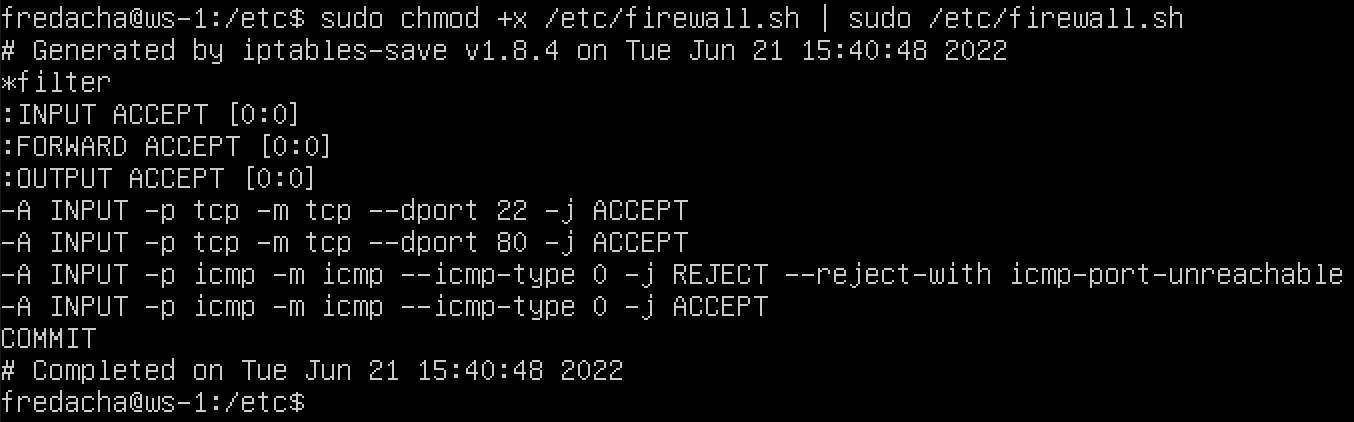 fredacha@ws-1:/etc$ sudo chmod +x /etc/firewall.sh | sudo /etc/firewall.sh
# Generated by iptables-save v1.8.4 on Tue Jun 21 15:40:48 2022
*filter
:INPUT ACCEPT [0:0]
:FORWARD ACCEPT [0:0]
:OUTPUT ACCEPT [0:0]
-A INPUT -p tcp -m tcp --dport 22 -j ACCEPT
-A INPUT -p tcp -m tcp --dport 80 -j ACCEPT
-A INPUT -p icmp -m icmp --icmp-type 0 -j REJECT --reject-with icmp-port-unreachable
-A INPUT -p icmp -m icmp --icmp-type 0 -j ACCEPT
COMMIT
# Completed on Tue Jun 21 15:40:48 2022
fredacha@ws-1:/etc$